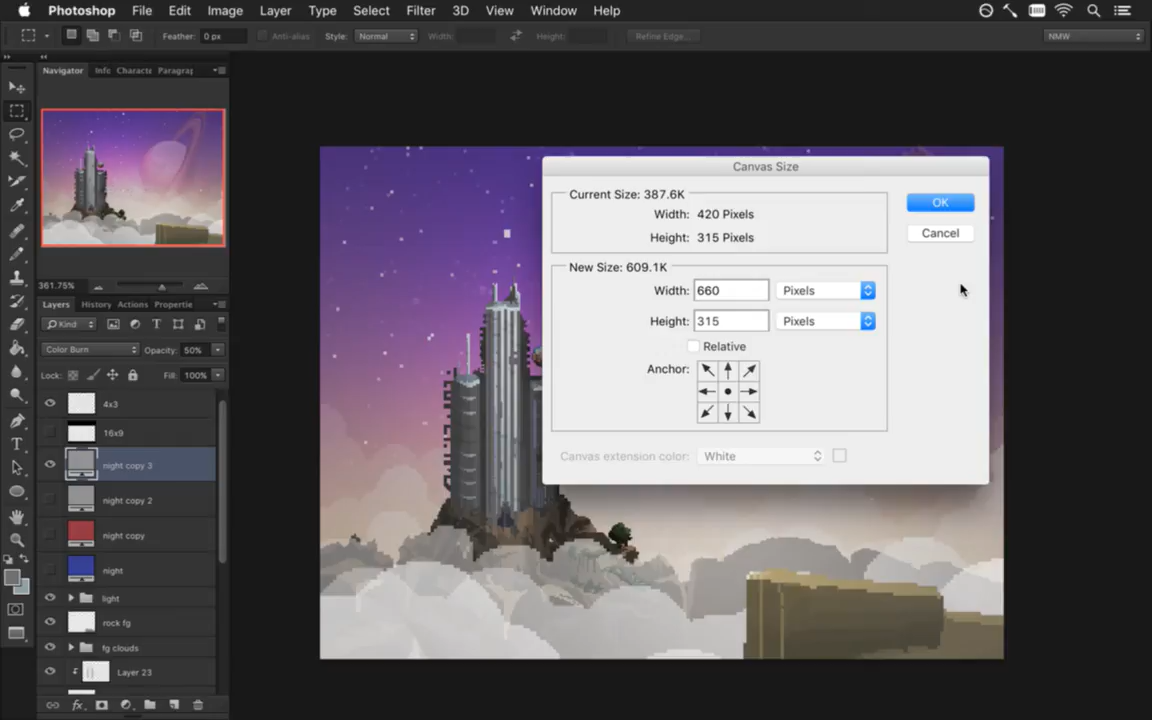 Photoshop File Edit Image Layer Type Select Filter 3D View Window Help
Feather: 0 px Anti-alias Style: Normal Width: Height: Refine Edge... NMW
Navigator Info Characte Paragrap
361.75%
Layers History Actions Propertie
Kind
Color Burn Opacity: 50%
Lock: Fill: 100%
4x3
16x9
night copy 3
night copy 2
night copy
night
light
rock fg
fg clouds
Layer 23
fx
Canvas Size
Current Size: 387.6K
Width: 420 Pixels
Height: 315 Pixels
OK
Cancel
New Size: 609.1K
Width: 660 Pixels
Height: 315 Pixels
Relative
Anchor:
Canvas extension color: White